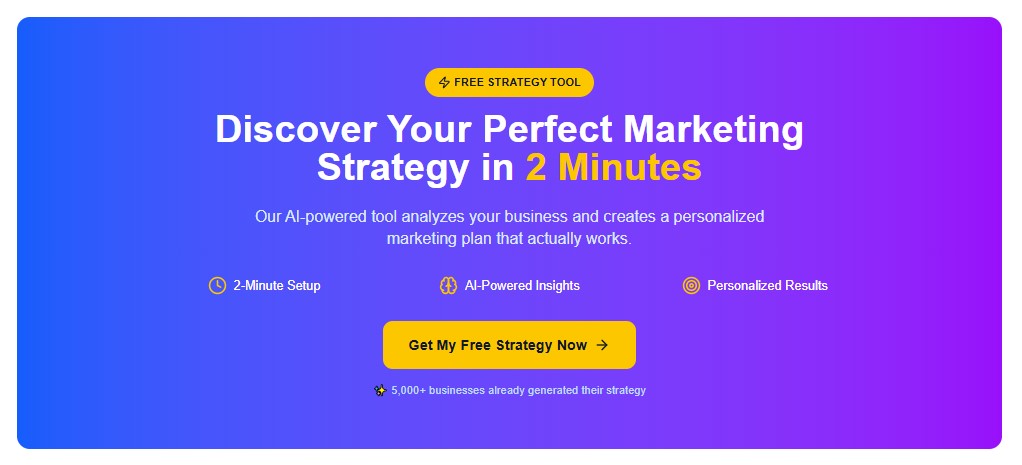 FREE STRATEGY TOOL
Discover Your Perfect Marketing
Strategy in 2 Minutes
Our AI-powered tool analyzes your business and creates a personalized
marketing plan that actually works.
2-Minute Setup
AI-Powered Insights
Personalized Results
Get My Free Strategy Now →
5,000+ businesses already generated their strategy